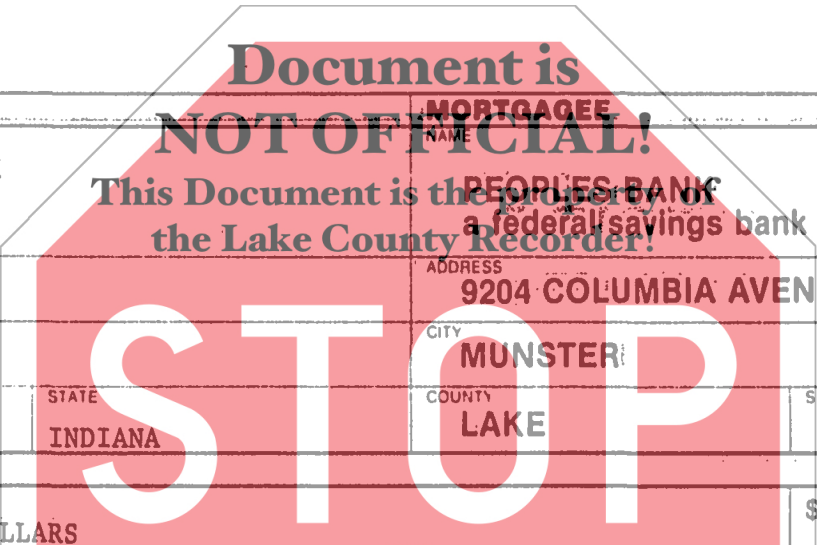 Document is
MORTGAGEE
NOT OFFICIAL!
NAME
This Document is the property of
PEOPLES BANK
a federal savings bank
the Lake County Recorder!
ADDRESS
9204 COLUMBIA AVEN
CITY
MUNSTER
STATE
COUNTY
S
INDIANA
LAKE
STOP
$
LLARS